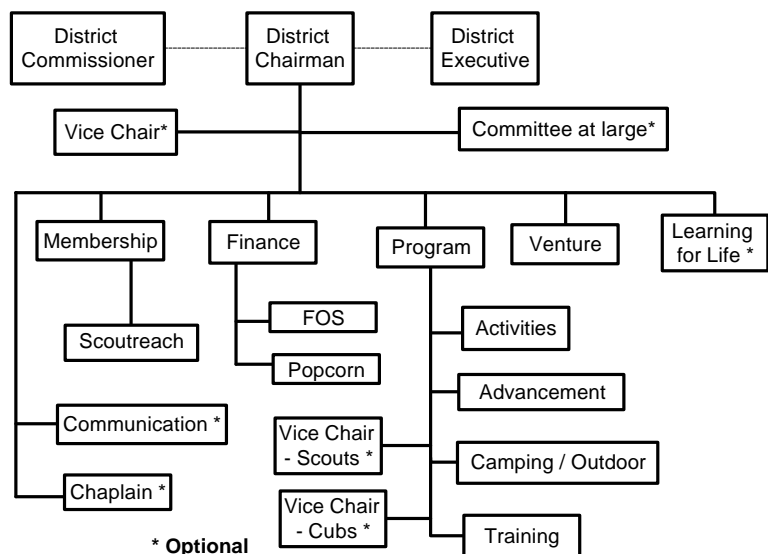 District
Commissioner
District
Chairman
District
Executive
Vice Chair*
Committee at large*
Membership
Finance
Program
Venture
Learning
for Life *
Scoutreach
FOS
Popcorn
Activities
Advancement
Communication *
Vice Chair
- Scouts *
Camping / Outdoor
Chaplain *
Vice Chair
- Cubs *
Training
* Optional